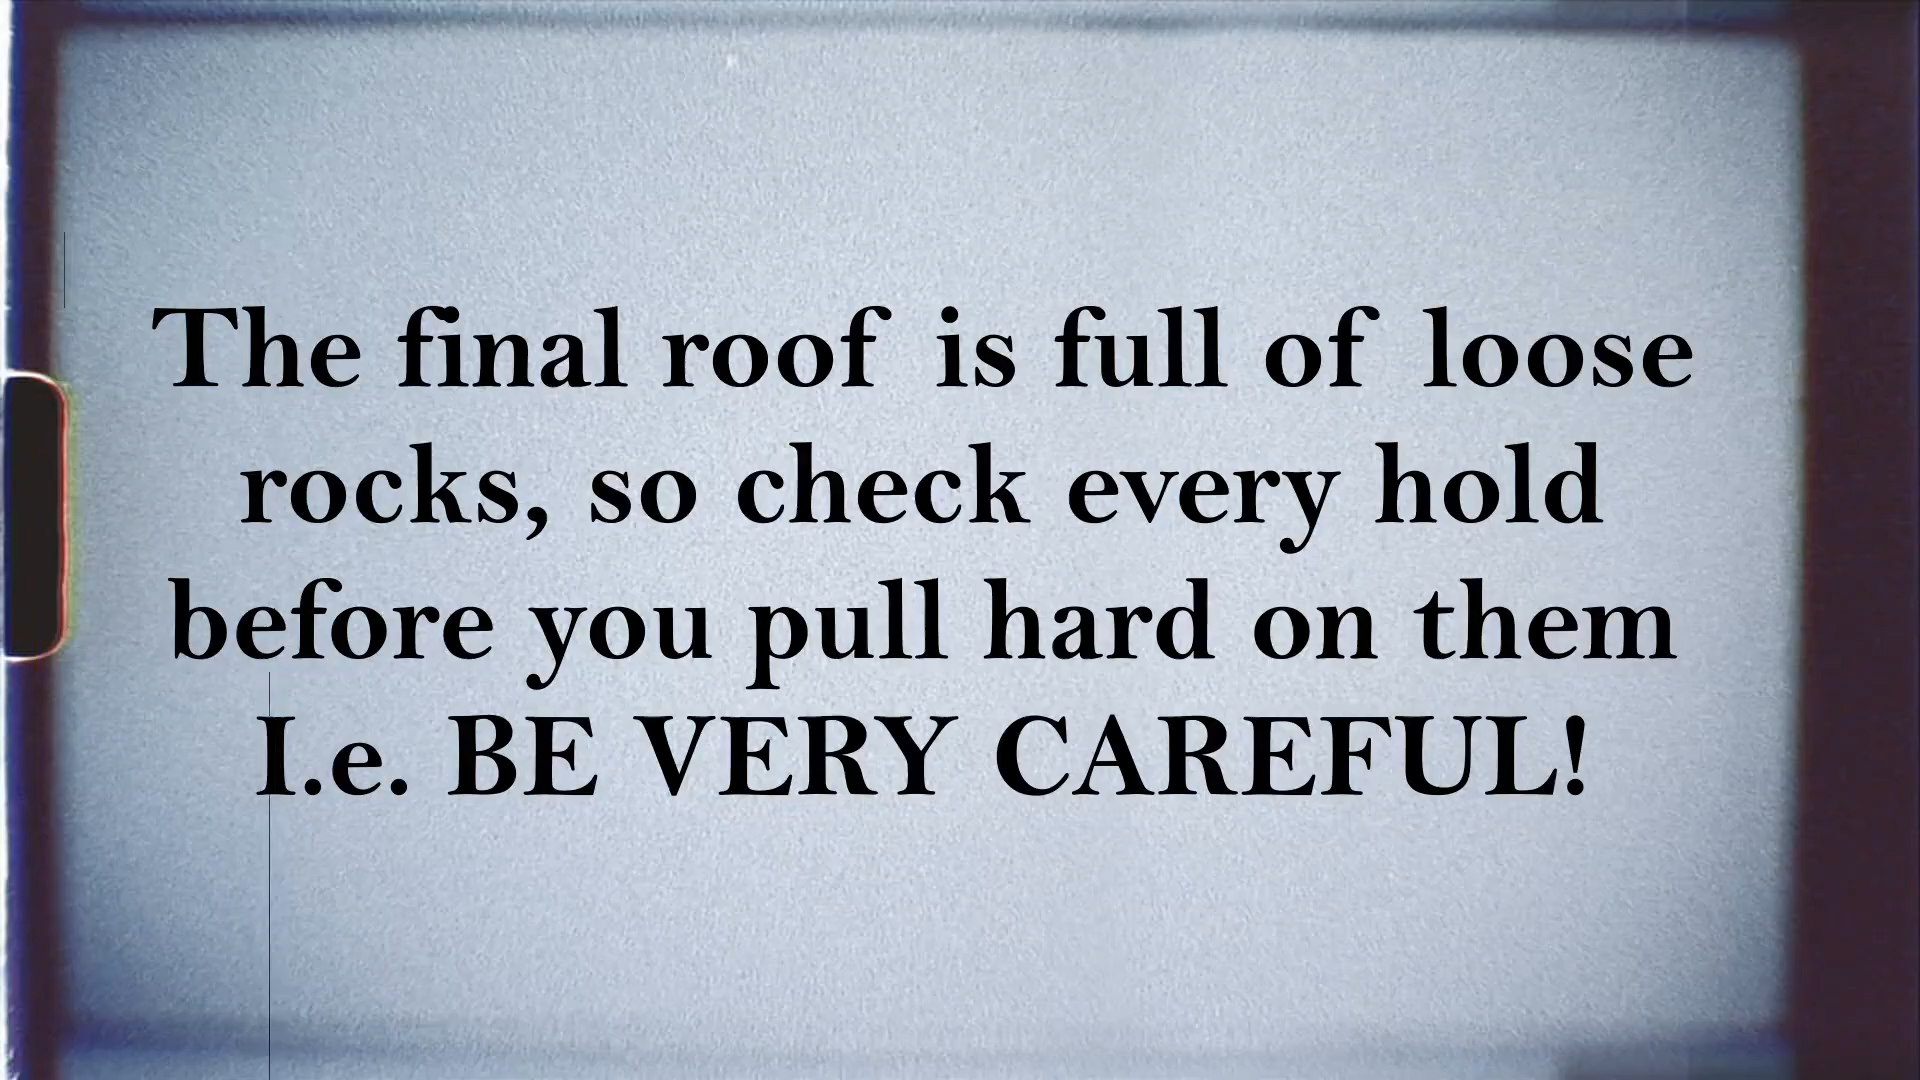 The final roof is full of loose
rocks, so check every hold
before you pull hard on them
I.e. BE VERY CAREFUL!